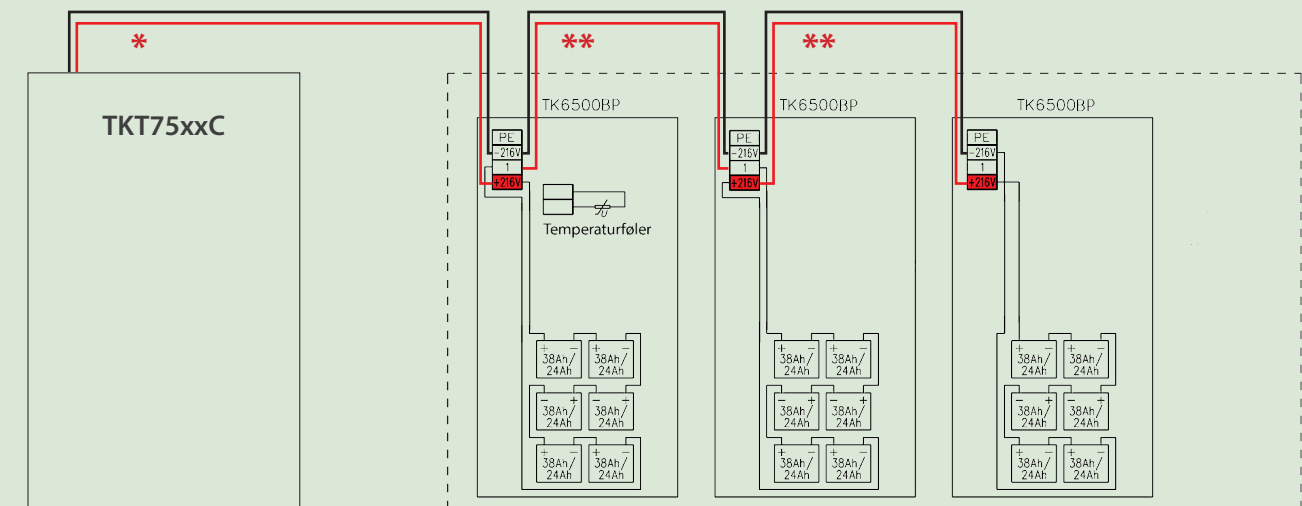 * ** **
TKT75xxC
TK6500BP TK6500BP TK6500BP
PE PE PE
-216V -216V -216V
1 1 1
+216V +216V +216V
Temperaturføler
+ - + - + - + - + - + -
38Ah/ 38Ah/ 38Ah/ 38Ah/ 38Ah/ 38Ah/
24Ah 24Ah 24Ah 24Ah 24Ah 24Ah
- + - + - + - + - + - +
38Ah/ 38Ah/ 38Ah/ 38Ah/ 38Ah/ 38Ah/
24Ah 24Ah 24Ah 24Ah 24Ah 24Ah
+ - + - + - + - + - + -
38Ah/ 38Ah/ 38Ah/ 38Ah/ 38Ah/ 38Ah/
24Ah 24Ah 24Ah 24Ah 24Ah 24Ah